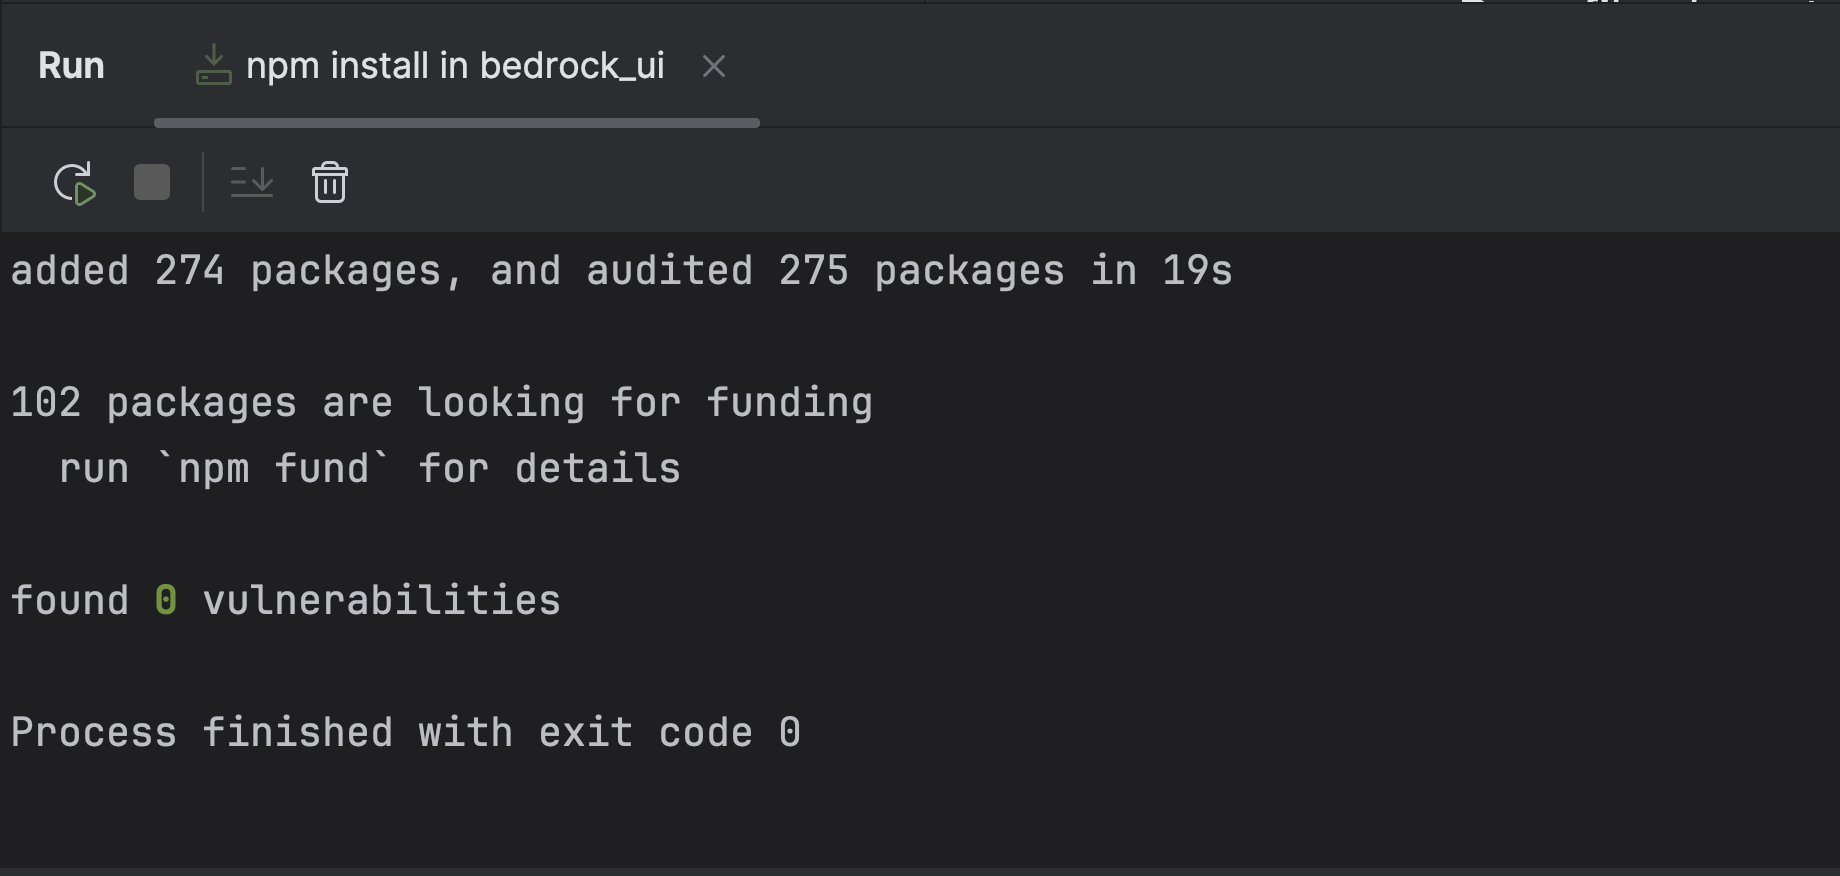 Run
npm install in bedrock_ui
added 274 packages, and audited 275 packages in 19s
102 packages are looking for funding
  run `npm fund` for details
found 0 vulnerabilities
Process finished with exit code 0